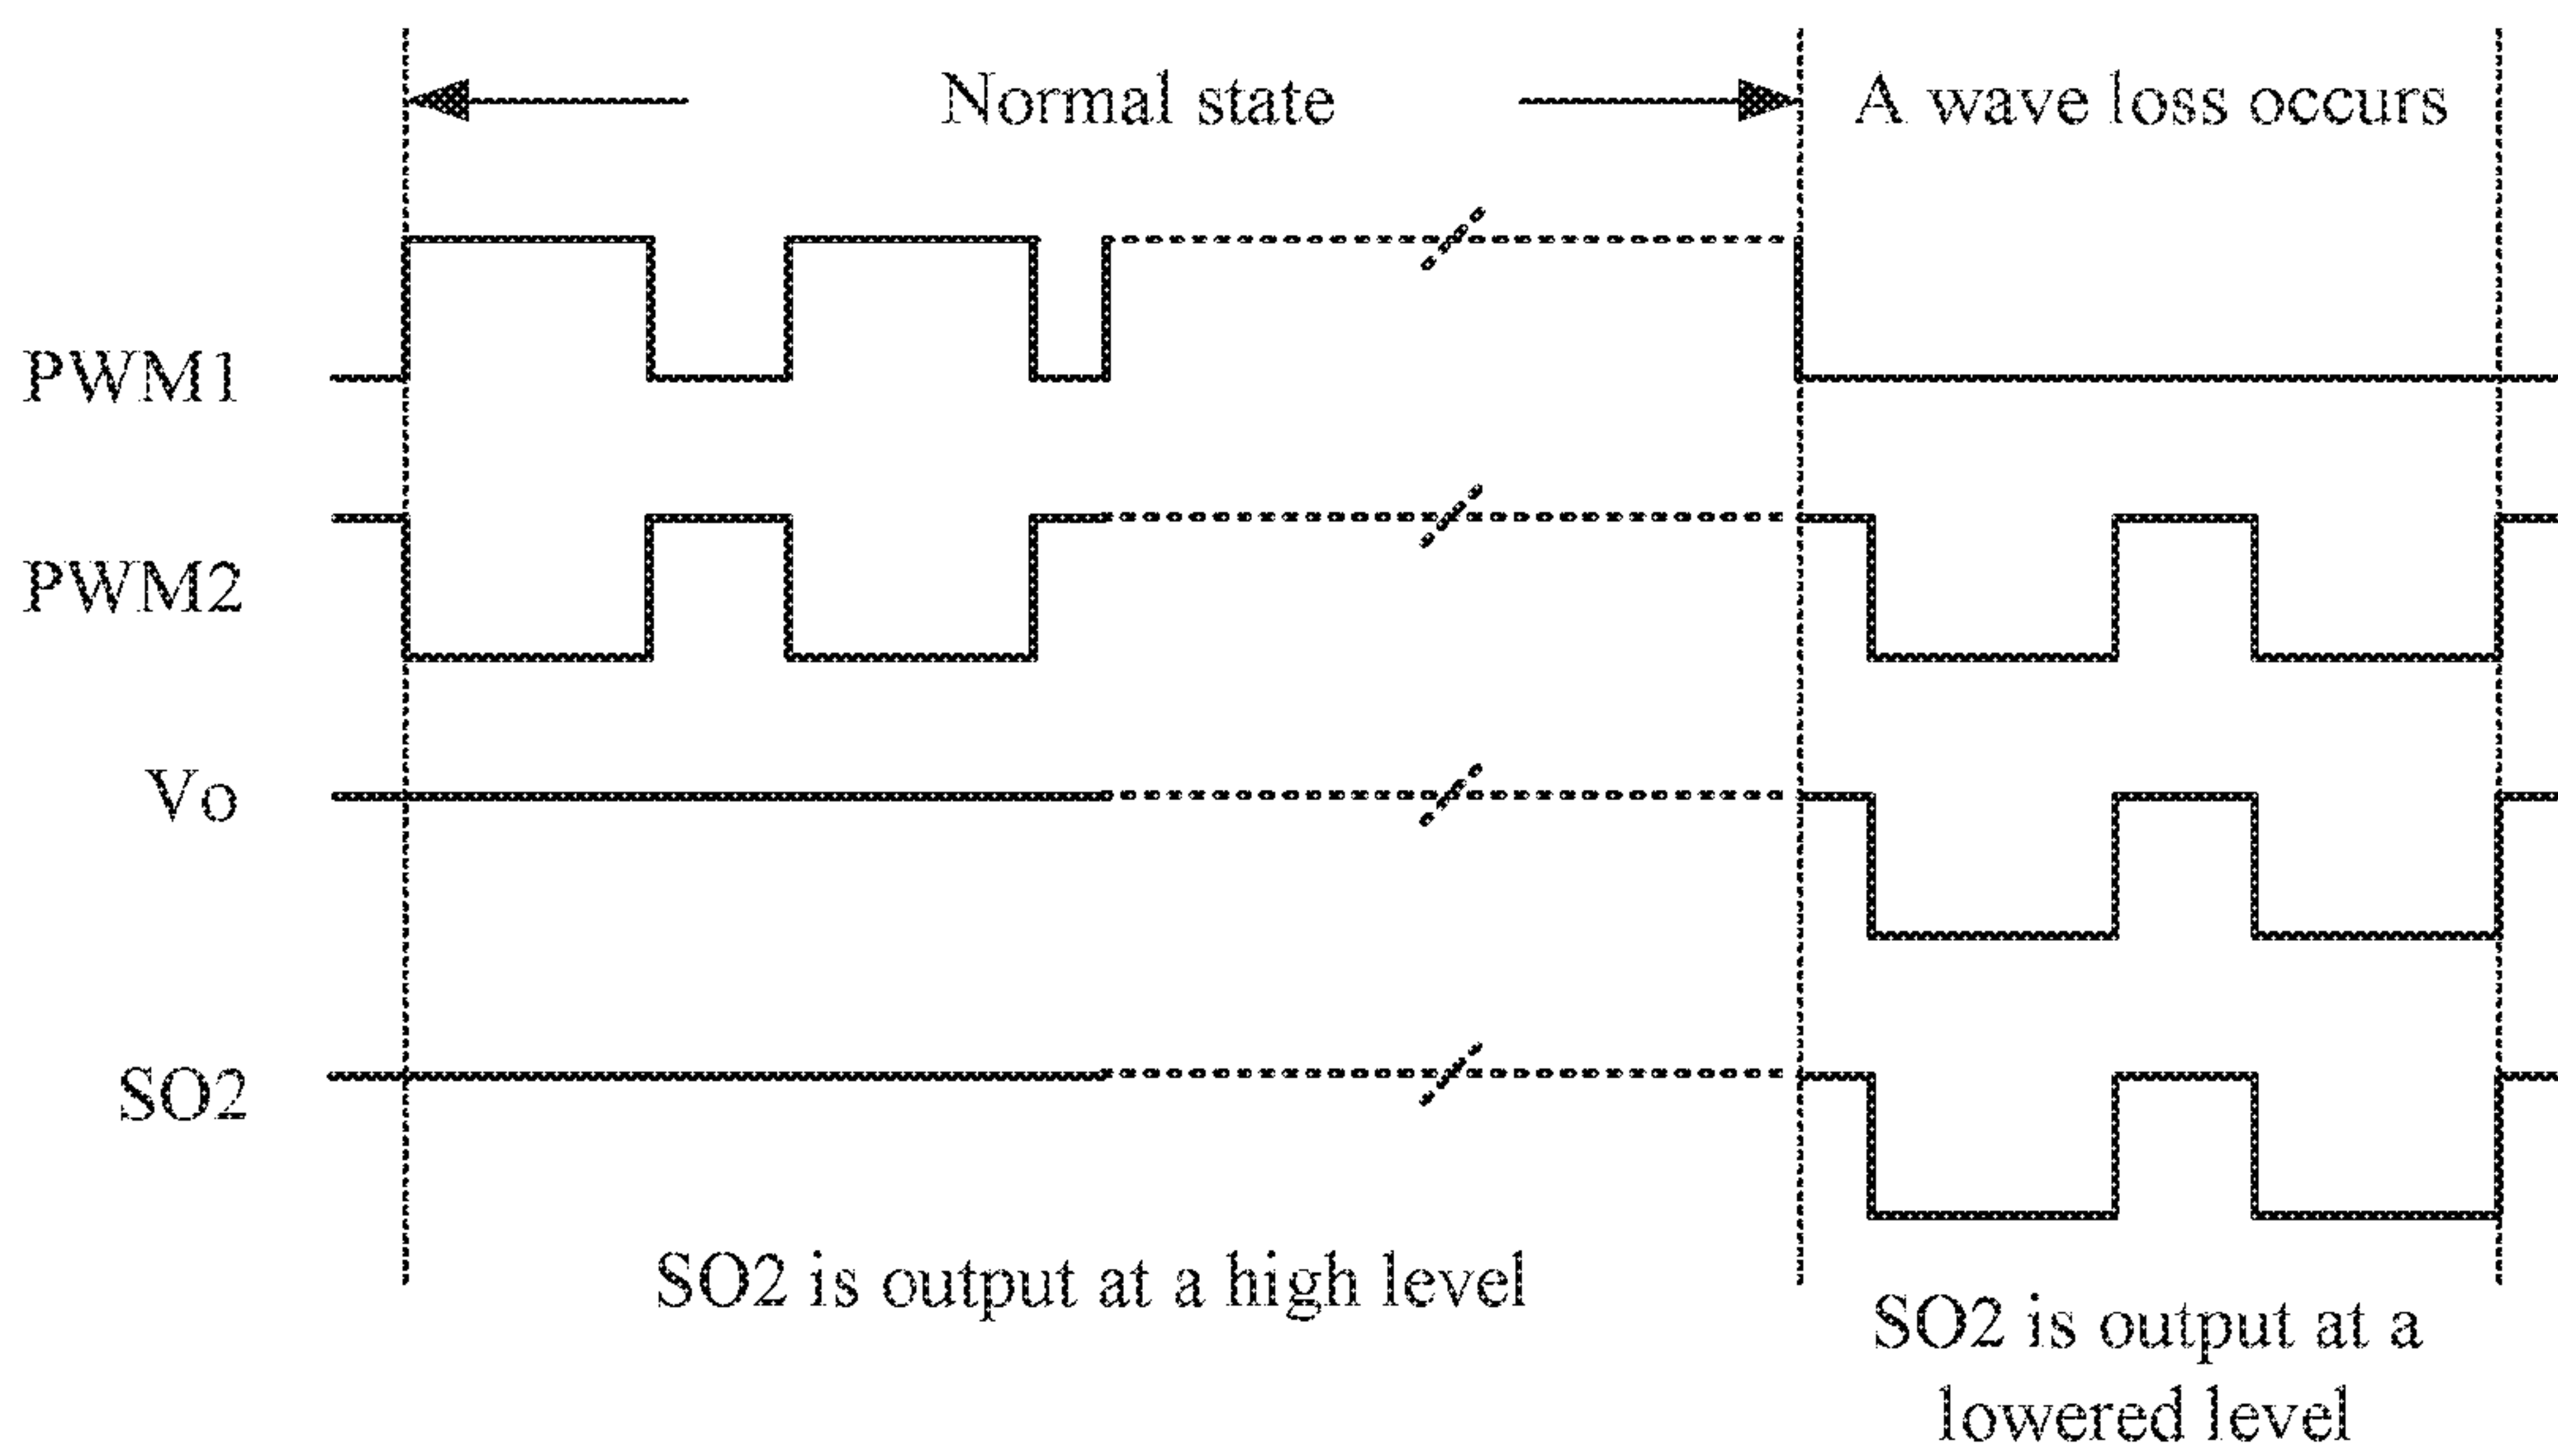 Normal state
A wave loss occurs
PWM1
PWM2
Vo
SO2
SO2 is output at a high level
SO2 is output at a
lowered level